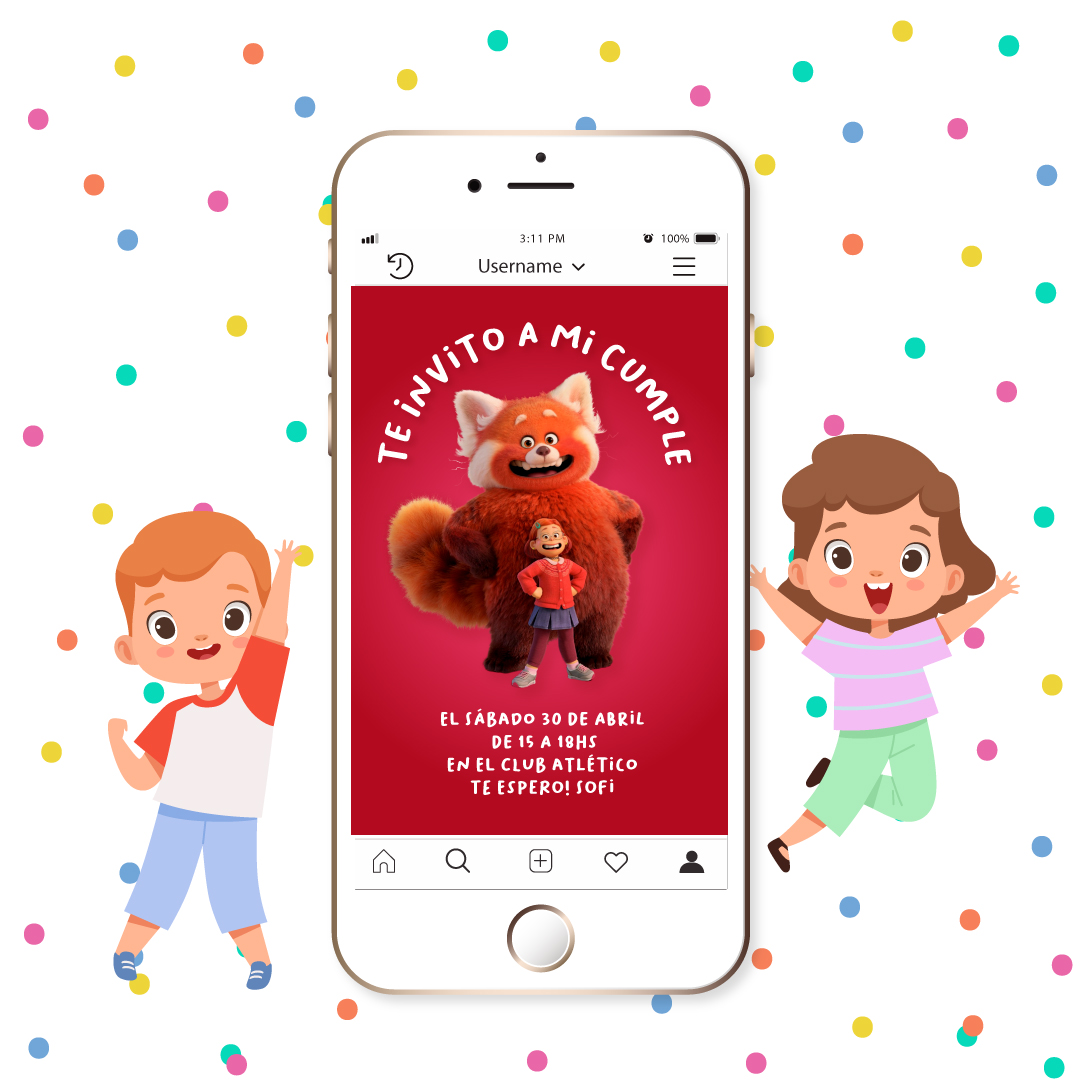 3:11 PM 100%
Username
TE iNViTO A Mi CUMPLE
EL SÁBADO 30 DE ABRiL
DE 15 A 18HS
EN EL CLUB ATLÉTiCO
TE ESPERO! SOFi